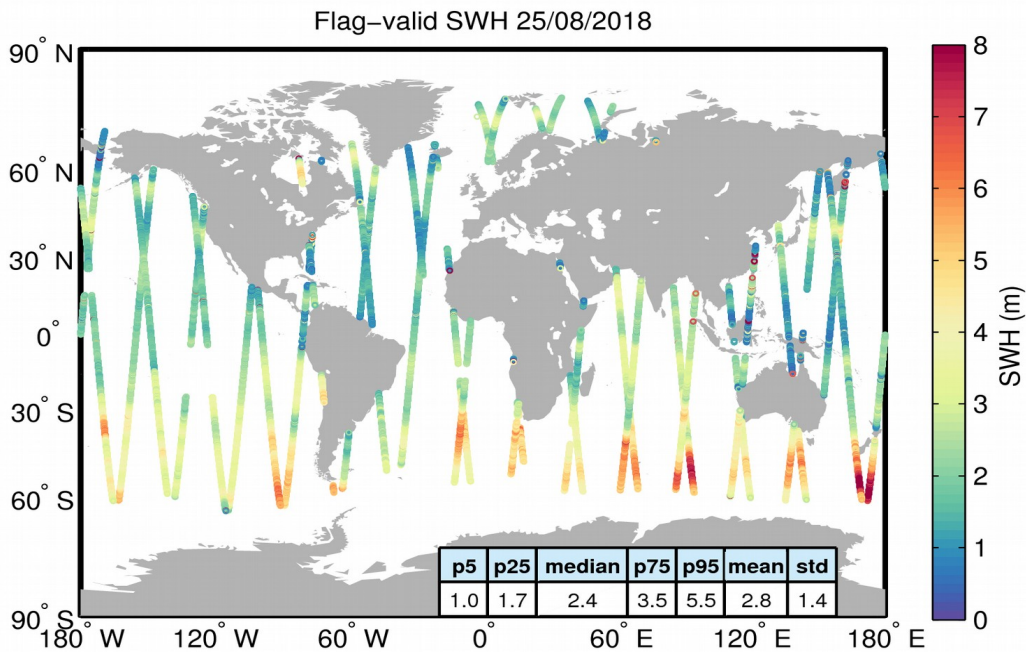 Flag−valid SWH 25/08/2018
90° N
60° N
30° N
0°
30° S
60° S
90° S
180° W
120° W
60° W
0°
60° E
120° E
180° E
p5 p25 median p75 p95 mean std
1.0 1.7 2.4 3.5 5.5 2.8 1.4
8
7
6
5
4
3
2
1
0
SWH (m)